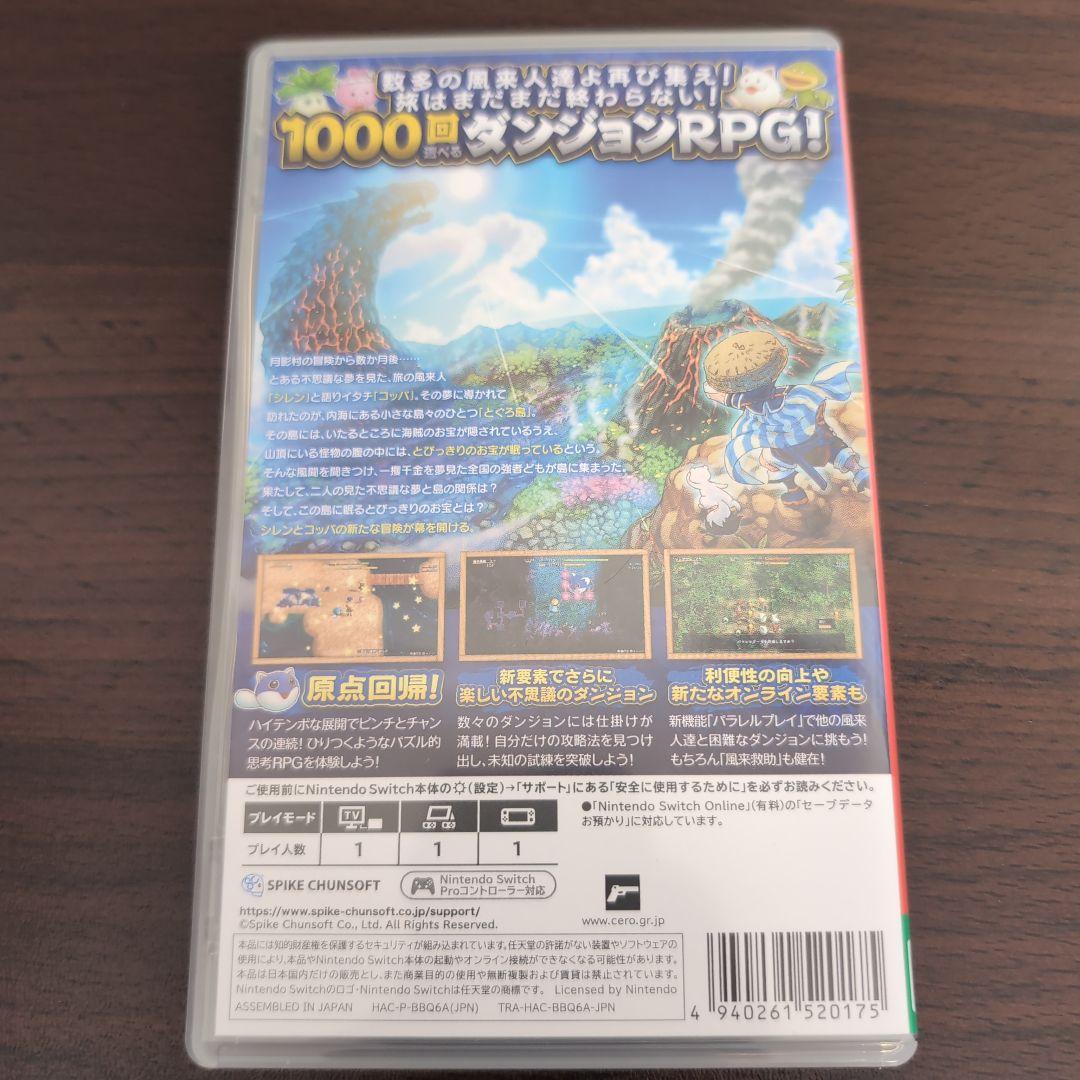 数多の風来人達よ再び集え!
旅はまだまだ終わらない!
1000回遊べるダンジョンRPG!
月影村の冒険から数か月後……
とある不思議な夢を見た、旅の風来人
「シレン」と語りイタチ「コッパ」。その夢に導かれて
訪れたのが、内海にある小さな島々のひとつ「とぐろ島」。
その島には、いたるところに海賊のお宝が隠されているうえ、
山頂にいる怪物の腹の中には、とびっきりのお宝が眠っているという。
そんな風聞を聞きつけ、一攫千金を夢見た全国の強者どもが島に集まった。
果たして、二人の見た不思議な夢と島の関係は?
そして、この島に眠るとびっきりのお宝とは?
シレンとコッパの新たな冒険が幕を開ける。
原点回帰!
ハイテンポな展開でピンチとチャン
スの連続! ひりつくようなパズル的
思考RPGを体験しよう!
新要素でさらに
楽しい不思議のダンジョン
数々のダンジョンには仕掛けが
満載! 自分だけの攻略法を見つけ
出し、未知の試練を突破しよう!
利便性の向上や
新たなオンライン要素も
新機能「パラレルプレイ」で他の風来
人達と困難なダンジョンに挑もう!
もちろん「風来救助」も健在!
ご使用前にNintendo Switch本体の(設定)→「サポート」にある「安全に使用するために」を必ずお読みください。
プレイモード TV
プレイ人数 1 1 1
●「Nintendo Switch Online」(有料)の「セーブデータ
お預かり」に対応しています。
SPIKE CHUNSOFT
Nintendo Switch
Proコントローラー対応
https://www.spike-chunsoft.co.jp/support/
©Spike Chunsoft Co., Ltd. All Rights Reserved.
www.cero.gr.jp
本品には知的財産権を保護するセキュリティが組み込まれています。任天堂の許諾がない装置やソフトウェアの
使用により、本品やNintendo Switch本体の起動やオンライン接続ができなくなる可能性があります。
本品は日本国内だけの販売とし、また商業目的の使用や無断複製および賃貸は禁止されています。
Nintendo Switchのロゴ・Nintendo Switchは任天堂の商標です。 Licensed by Nintendo
ASSEMBLED IN JAPAN HAC-P-BBQ6A(JPN) TRA-HAC-BBQ6A-JPN
4 940261 520175